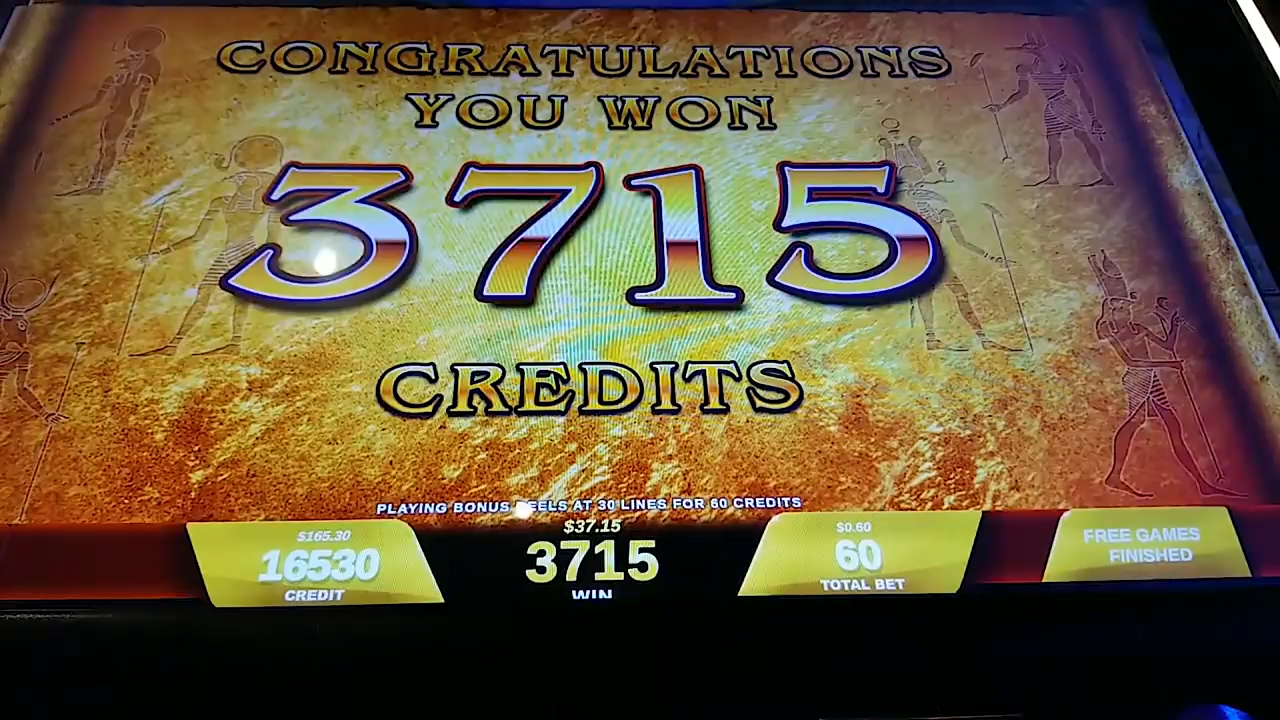 CONGRATULATIONS
YOU WON
3715
CREDITS
PLAYING BONUS REELS AT 30 LINES FOR 60 CREDITS
$165.30
16530
CREDIT
$37.15
3715
WIN
$0.60
60
TOTAL BET
FREE GAMES
FINISHED